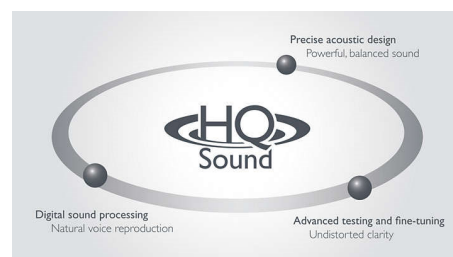 Precise acoustic design
Powerful, balanced sound
HQ
Sound
Digital sound processing
Natural voice reproduction
Advanced testing and fine-tuning
Undistorted clarity